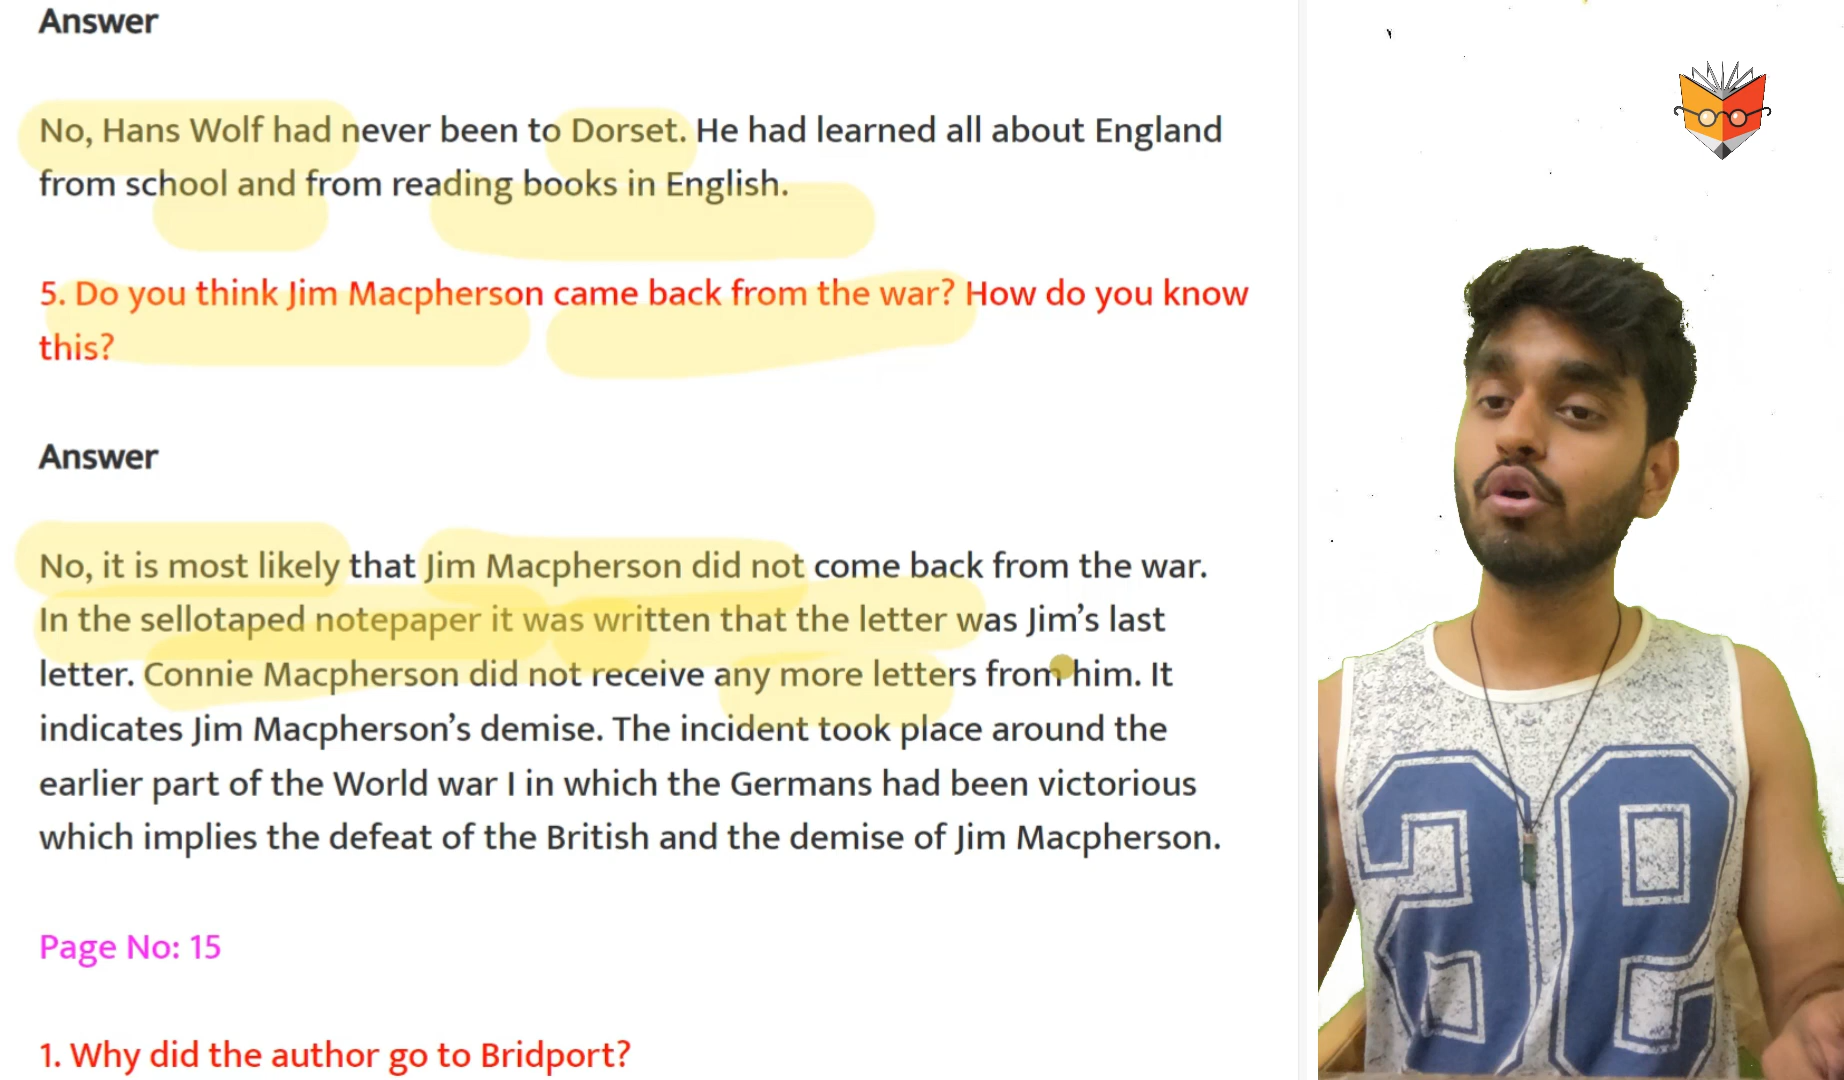 Answer
No, Hans Wolf had never been to Dorset. He had learned all about England
from school and from reading books in English.
5. Do you think Jim Macpherson came back from the war? How do you know
this?
Answer
No, it is most likely that Jim Macpherson did not come back from the war.
In the sellotaped notepaper it was written that the letter was Jim’s last
letter. Connie Macpherson did not receive any more letters from him. It
indicates Jim Macpherson’s demise. The incident took place around the
earlier part of the World war I in which the Germans had been victorious
which implies the defeat of the British and the demise of Jim Macpherson.
Page No: 15
1. Why did the author go to Bridport?